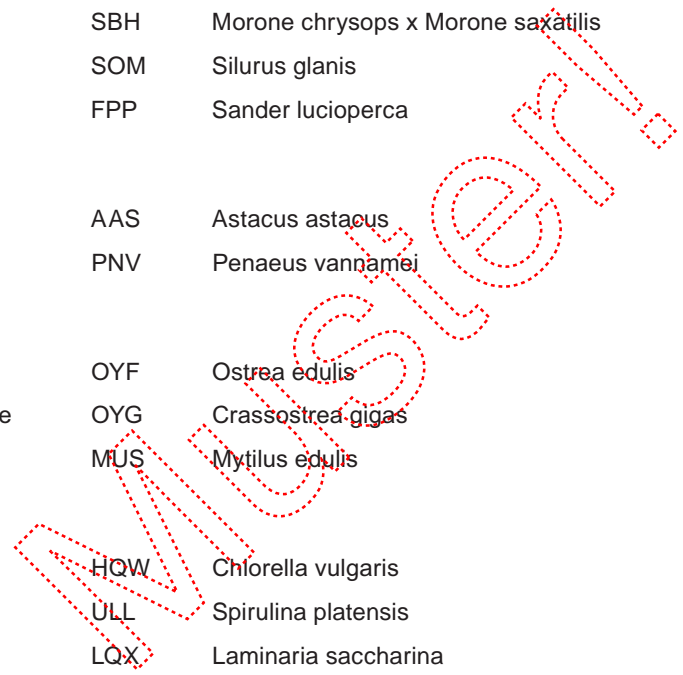 SBH Morone chrysops x Morone saxatilis
SOM Silurus glanis
FPP Sander lucioperca
AAS Astacus astacus
PNV Penaeus vannamei
OYF Ostrea edulis
e OYG Crassostrea gigas
MUS Mytilus edulis
HQW Chlorella vulgaris
ULL Spirulina platensis
LQX Laminaria saccharina
Muster!